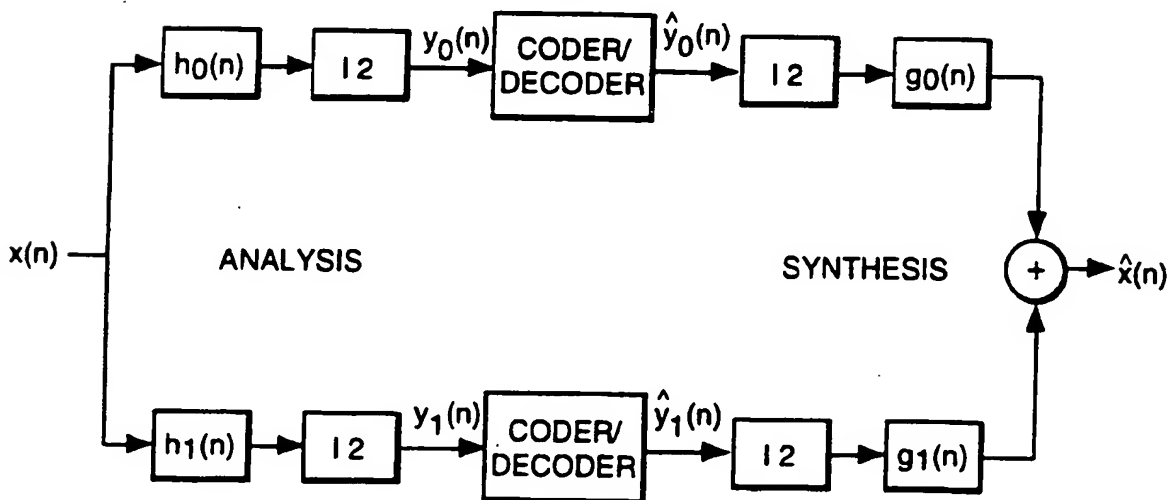 h0(n)
I 2
y0(n)
CODER/
DECODER
ŷ0(n)
I 2
g0(n)
x(n)
ANALYSIS
SYNTHESIS
+
x̂(n)
h1(n)
I 2
y1(n)
CODER/
DECODER
ŷ1(n)
I 2
g1(n)